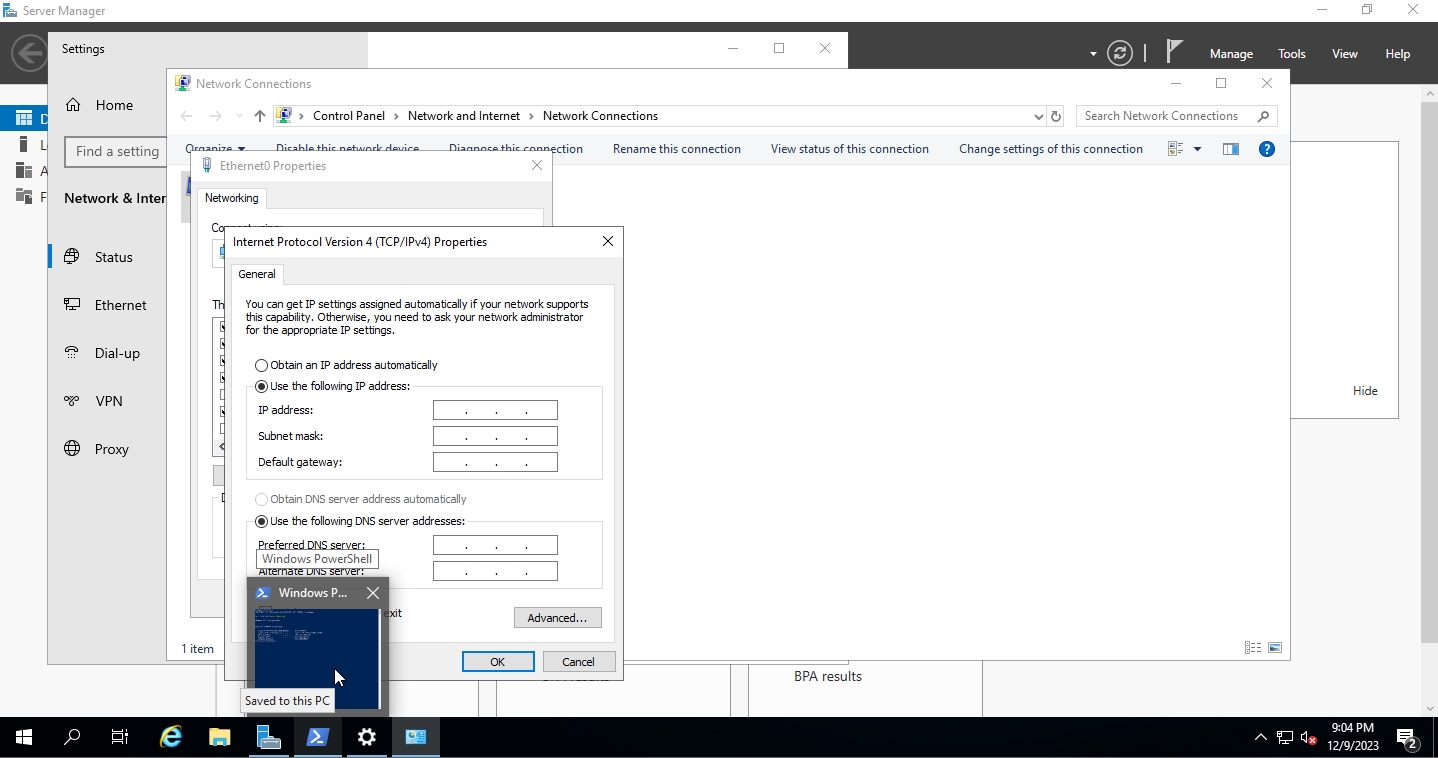 Server Manager
Settings
Manage
Tools
View
Help
Network Connections
Home
Control Panel
Network and Internet
Network Connections
Search Network Connections
Find a setting
Organize
Disable this network device
Diagnose this connection
Rename this connection
View status of this connection
Change settings of this connection
Ethernet0 Properties
Network & Inter
Networking
Internet Protocol Version 4 (TCP/IPv4) Properties
Status
General
Ethernet
You can get IP settings assigned automatically if your network supports
this capability. Otherwise, you need to ask your network administrator
for the appropriate IP settings.
Dial-up
Obtain an IP address automatically
Use the following IP address:
Hide
VPN
IP address:
Subnet mask:
Proxy
Default gateway:
Obtain DNS server address automatically
Use the following DNS server addresses:
Preferred DNS server:
Windows PowerShell
Alternate DNS server:
Windows P...
exit
Advanced...
1 item
OK
Cancel
BPA results
Saved to this PC
9:04 PM
12/9/2023
2